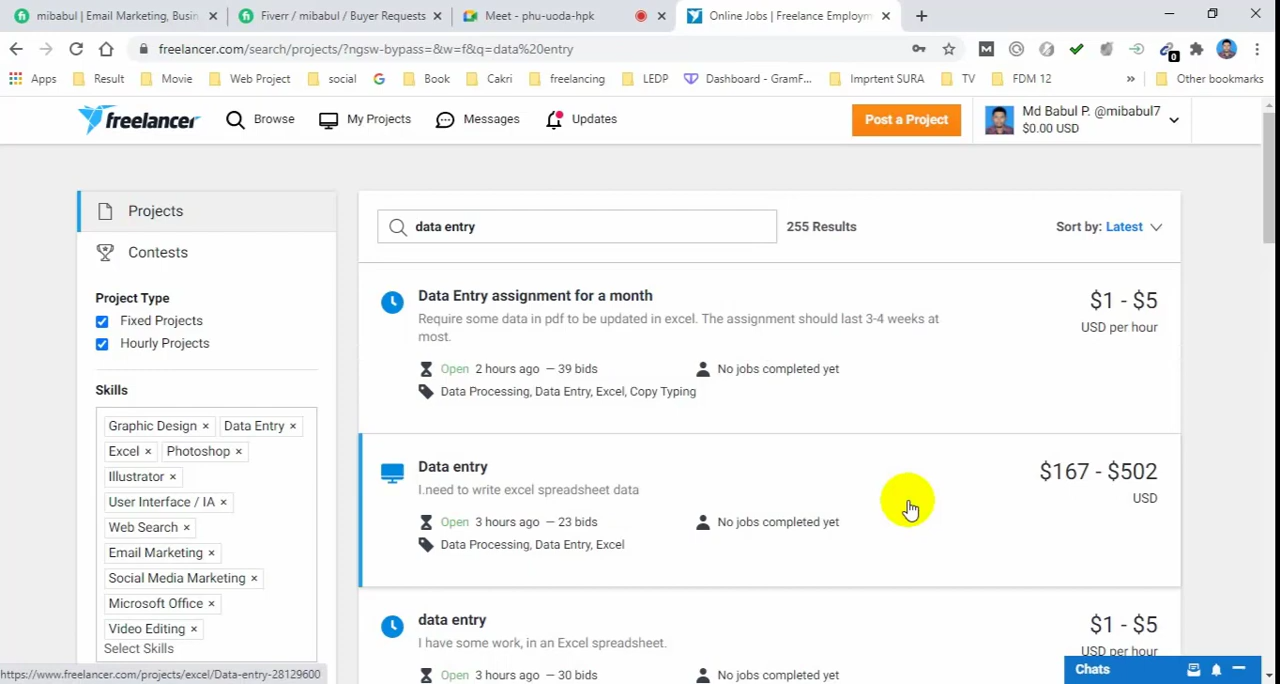 mibabul | Email Marketing, Busin
Fiverr / mibabul / Buyer Requests
Meet - phu-uoda-hpk
Online Jobs | Freelance Employm
freelancer.com/search/projects/?ngsw-bypass=&w=f&q=data%20entry
Apps
Result
Movie
Web Project
social
Book
Cakri
freelancing
LEDP
Dashboard - GramF...
Imprtent SURA
TV
FDM 12
»
Other bookmarks
freelancer
Browse
My Projects
Messages
Updates
Post a Project
Md Babul P. @mibabul7
$0.00 USD
Projects
Contests
Project Type
Fixed Projects
Hourly Projects
Skills
Graphic Design × Data Entry ×
Excel × Photoshop ×
Illustrator ×
User Interface / IA ×
Web Search ×
Email Marketing ×
Social Media Marketing ×
Microsoft Office ×
Video Editing ×
Select Skills
data entry
255 Results
Sort by: Latest
Data Entry assignment for a month
$1 - $5
USD per hour
Require some data in pdf to be updated in excel. The assignment should last 3-4 weeks at
most.
Open 2 hours ago — 39 bids
No jobs completed yet
Data Processing, Data Entry, Excel, Copy Typing
Data entry
$167 - $502
USD
I.need to write excel spreadsheet data
Open 3 hours ago — 23 bids
No jobs completed yet
Data Processing, Data Entry, Excel
data entry
$1 - $5
USD per hour
I have some work, in an Excel spreadsheet.
Open 3 hours ago — 30 bids
No jobs completed yet
Chats
https://www.freelancer.com/projects/excel/Data-entry-28129600